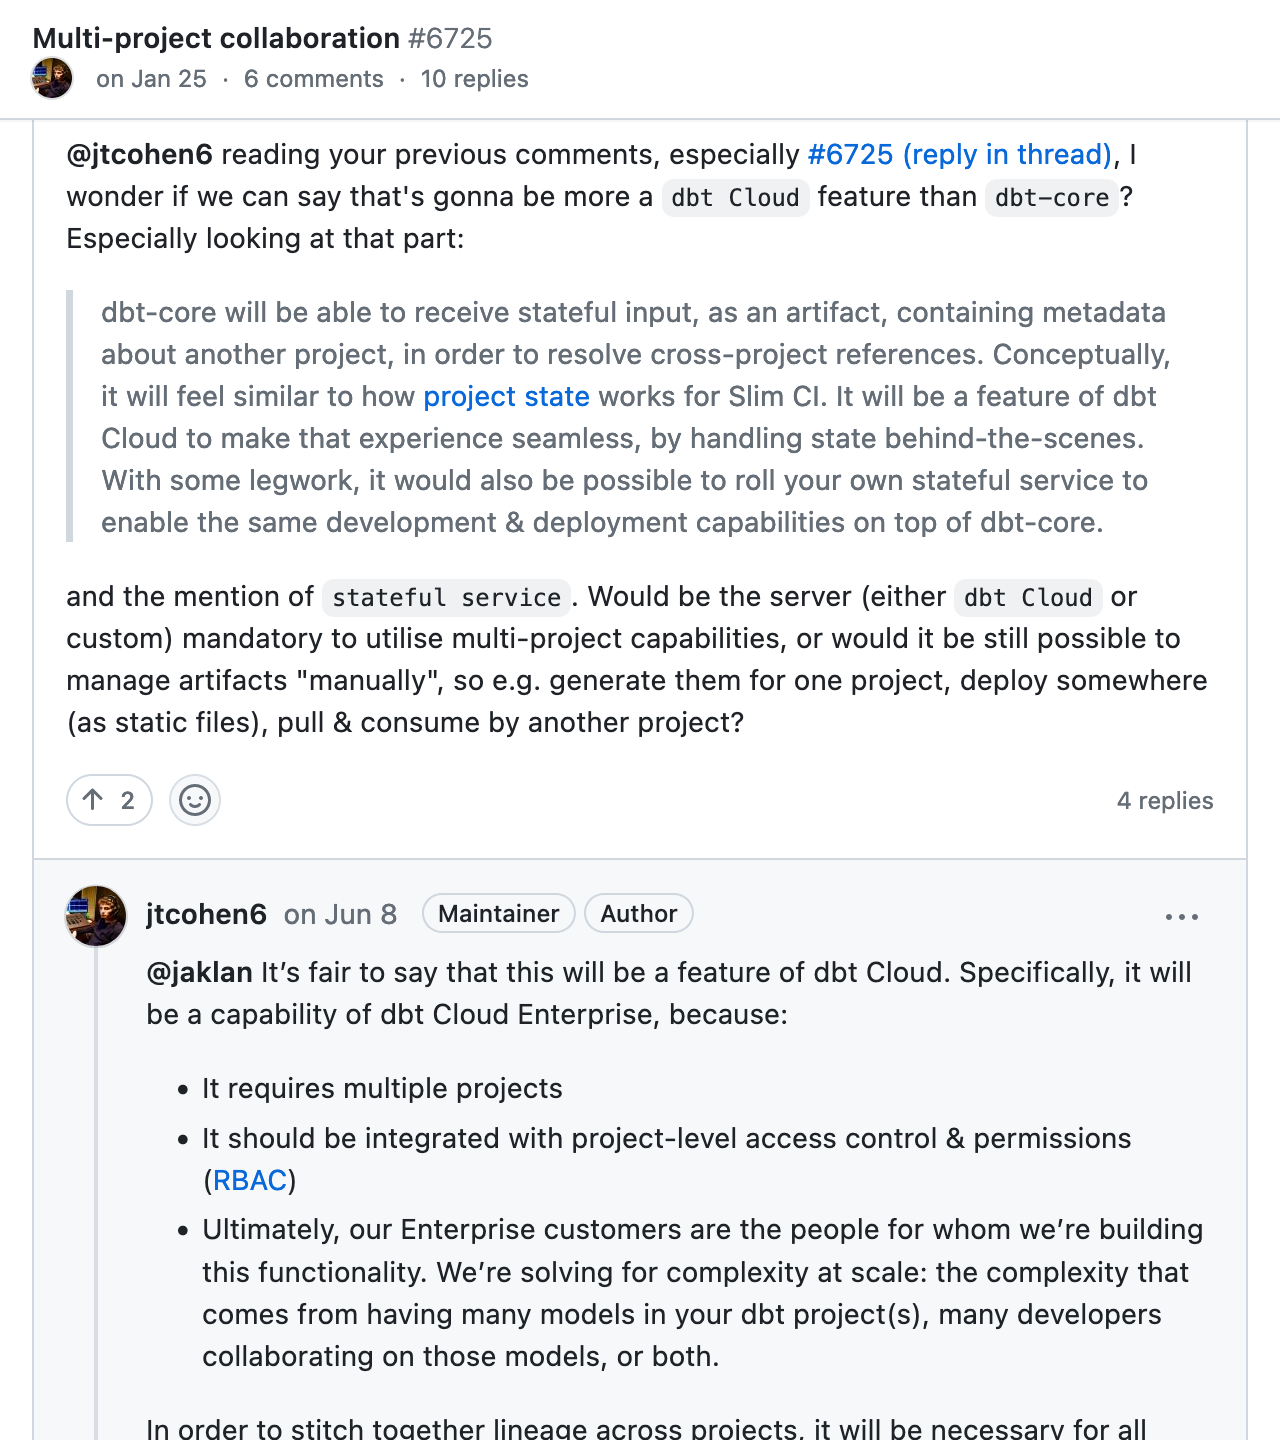 Multi-project collaboration #6725
on Jan 25 · 6 comments · 10 replies
@jtcohen6 reading your previous comments, especially #6725 (reply in thread), I
wonder if we can say that's gonna be more a dbt Cloud feature than dbt-core?
Especially looking at that part:
dbt-core will be able to receive stateful input, as an artifact, containing metadata
about another project, in order to resolve cross-project references. Conceptually,
it will feel similar to how project state works for Slim CI. It will be a feature of dbt
Cloud to make that experience seamless, by handling state behind-the-scenes.
With some legwork, it would also be possible to roll your own stateful service to
enable the same development & deployment capabilities on top of dbt-core.
and the mention of stateful service. Would be the server (either dbt Cloud or
custom) mandatory to utilise multi-project capabilities, or would it be still possible to
manage artifacts "manually", so e.g. generate them for one project, deploy somewhere
(as static files), pull & consume by another project?
2
4 replies
jtcohen6 on Jun 8 Maintainer Author
@jaklan It’s fair to say that this will be a feature of dbt Cloud. Specifically, it will
be a capability of dbt Cloud Enterprise, because:
• It requires multiple projects
• It should be integrated with project-level access control & permissions
(RBAC)
• Ultimately, our Enterprise customers are the people for whom we’re building
this functionality. We’re solving for complexity at scale: the complexity that
comes from having many models in your dbt project(s), many developers
collaborating on those models, or both.
In order to stitch together lineage across projects, it will be necessary for all